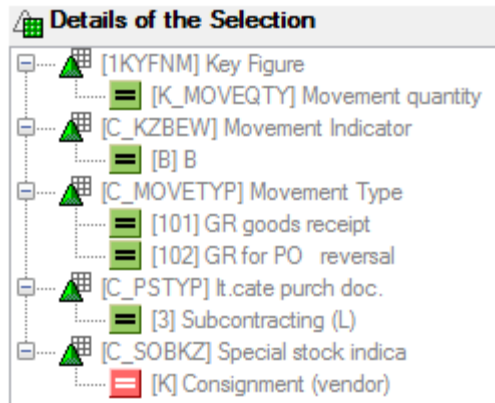 Details of the Selection
[1KYFNM] Key Figure
[K_MOVEQTY] Movement quantity
[C_KZBEW] Movement Indicator
[B] B
[C_MOVETYP] Movement Type
[101] GR goods receipt
[102] GR for PO reversal
[C_PSTYP] It.cate purch doc.
[3] Subcontracting (L)
[C_SOBKZ] Special stock indica
[K] Consignment (vendor)